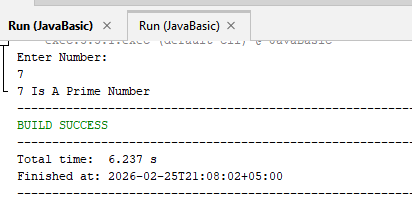 Run (JavaBasic) × Run (JavaBasic) ×
Enter Number:
7
7 Is A Prime Number
------------------------------------------------------------------------
BUILD SUCCESS
------------------------------------------------------------------------
Total time:  6.237 s
Finished at: 2026-02-25T21:08:02+05:00
------------------------------------------------------------------------